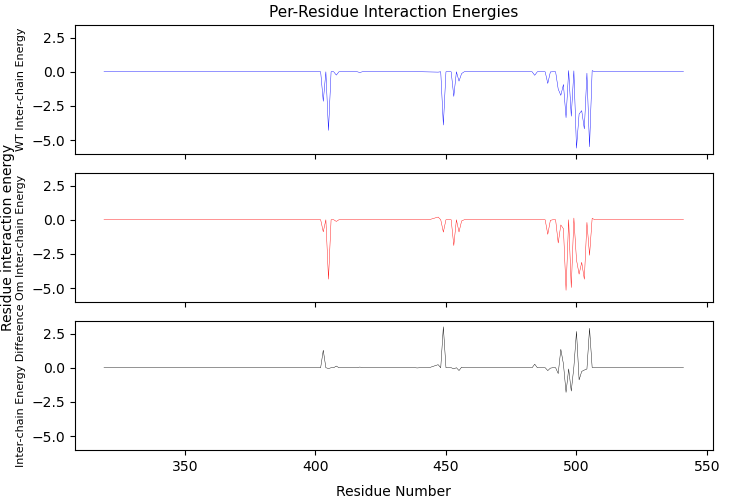 Per-Residue Interaction Energies
Residue interaction energy
WT Inter-chain Energy
2.5
0.0
−2.5
−5.0
Om Inter-chain Energy
2.5
0.0
−2.5
−5.0
Inter-chain Energy Difference
2.5
0.0
−2.5
−5.0
350
400
450
500
550
Residue Number